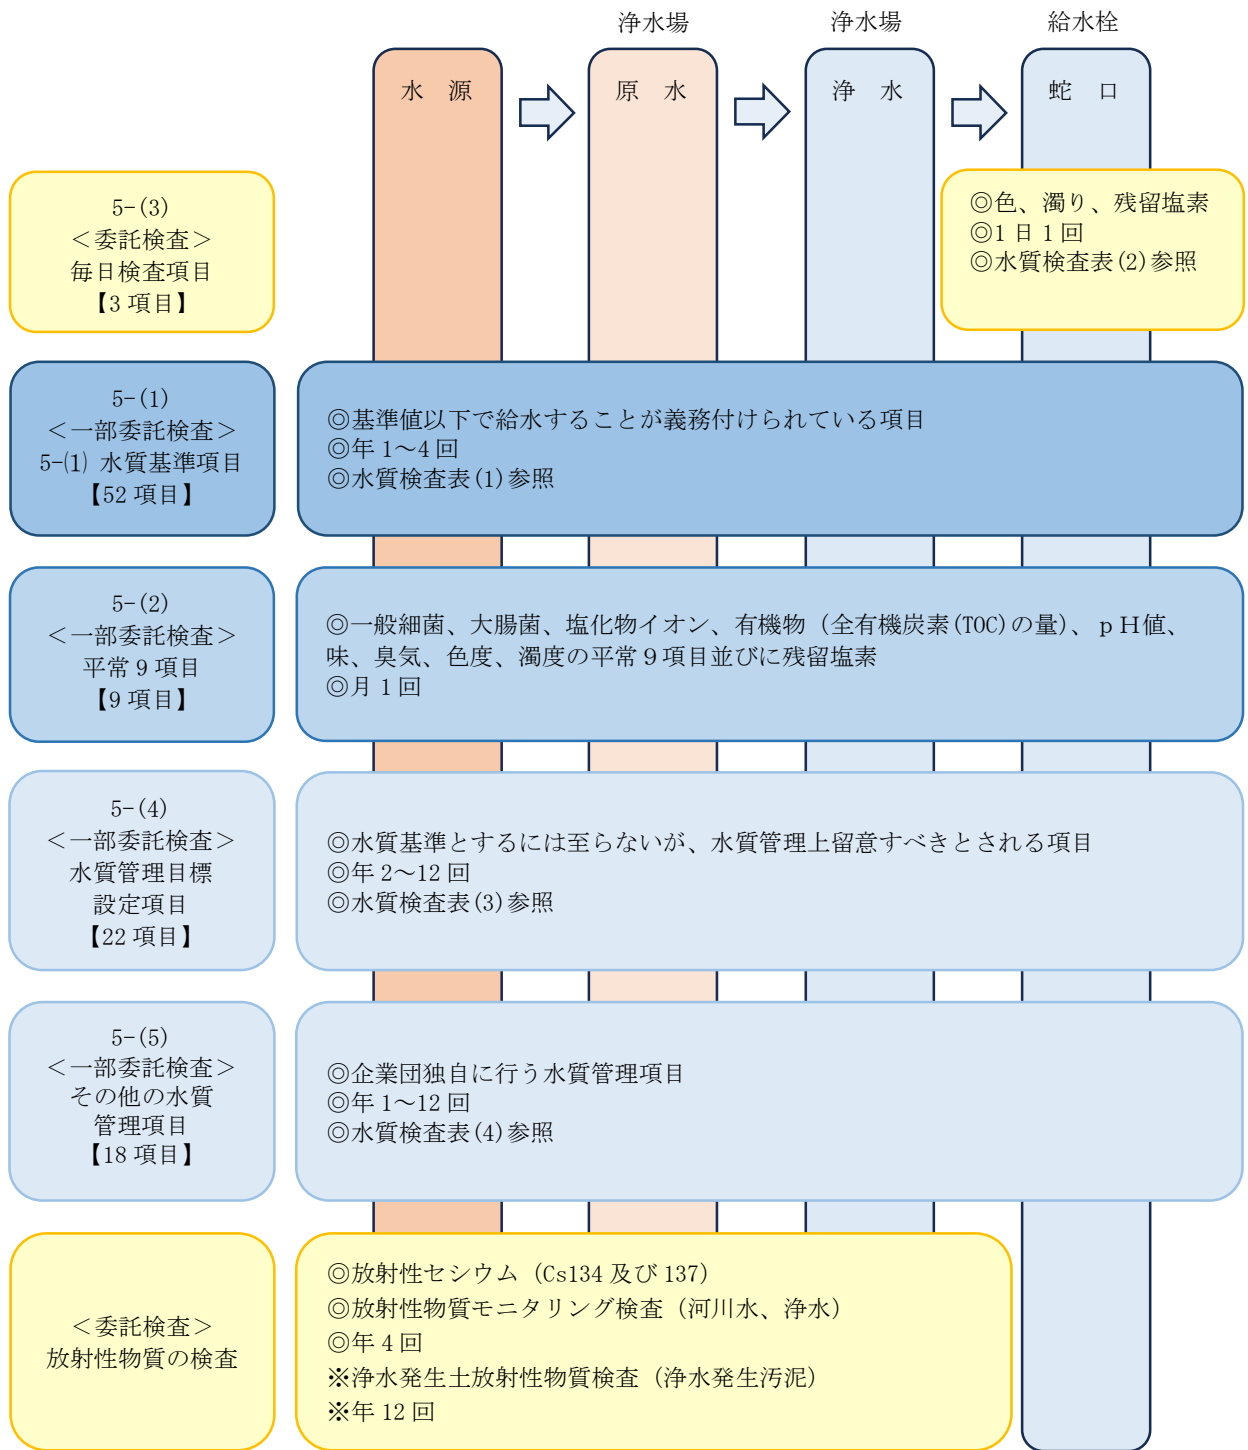 浄水場
浄水場
給水栓
水 源
原 水
浄 水
蛇 口
5-(3)
＜委託検査＞
毎日検査項目
【3項目】
◎色、濁り、残留塩素
◎1日1回
◎水質検査表(2)参照
5-(1)
＜一部委託検査＞
5-⑴ 水質基準項目
【52項目】
◎基準値以下で給水することが義務付けられている項目
◎年1～4回
◎水質検査表(1)参照
5-(2)
＜一部委託検査＞
平常9項目
【9項目】
◎一般細菌、大腸菌、塩化物イオン、有機物（全有機炭素(TOC)の量）、ｐＨ値、
味、臭気、色度、濁度の平常９項目並びに残留塩素
◎月1回
5-(4)
＜一部委託検査＞
水質管理目標
設定項目
【22項目】
◎水質基準とするには至らないが、水質管理上留意すべきとされる項目
◎年2～12回
◎水質検査表(3)参照
5-(5)
＜一部委託検査＞
その他の水質
管理項目
【18項目】
◎企業団独自に行う水質管理項目
◎年1～12回
◎水質検査表(4)参照
＜委託検査＞
放射性物質の検査
◎放射性セシウム（Cs134及び137）
◎放射性物質モニタリング検査（河川水、浄水）
◎年4回
※浄水発生土放射性物質検査（浄水発生汚泥）
※年12回